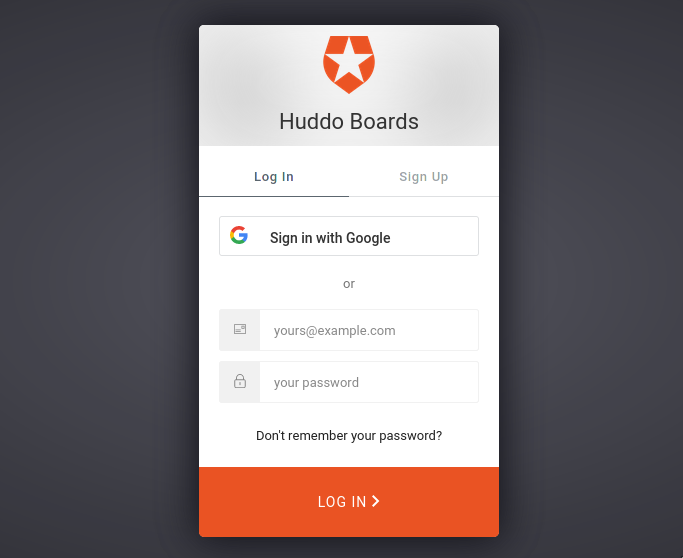 Huddo Boards
Log In
Sign Up
Sign in with Google
or
yours@example.com
your password
Don't remember your password?
LOG IN